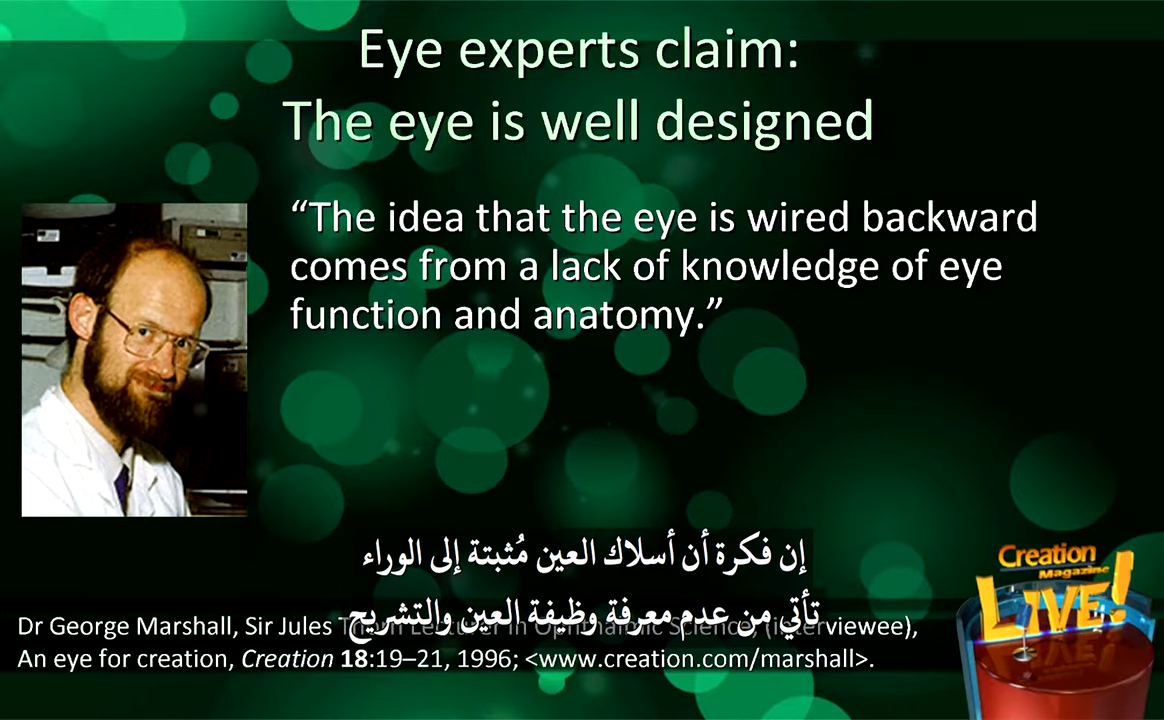 Eye experts claim:
The eye is well designed
“The idea that the eye is wired backward
comes from a lack of knowledge of eye
function and anatomy.”
إن فكرة أن أسلاك العين مُثبتة إلى الوراء
تأتي من عدم معرفة وظيفة العين والتشريح
Dr George Marshall, Sir Jules Lecturer in Ophthalmic Science, (interviewee),
An eye for creation, Creation 18:19–21, 1996; <www.creation.com/marshall>.
Creation
Magazine
LIVE!